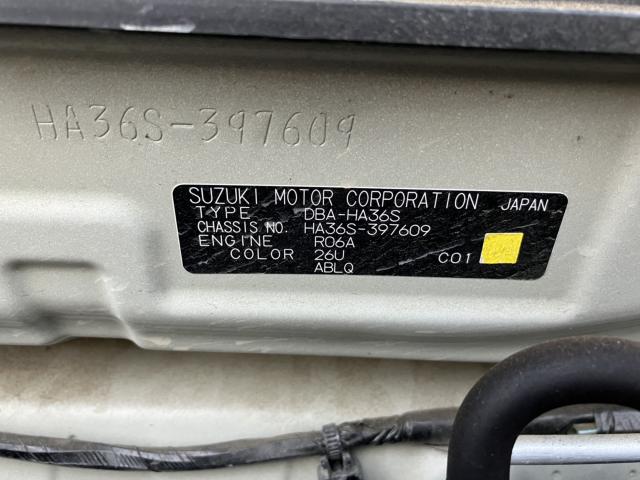 HA36S-397609
SUZUKI MOTOR CORPORATION JAPAN
TYPE DBA-HA36S
CHASSIS NO. HA36S-397609
ENGINE R06A
COLOR 26U C01
ABLQ